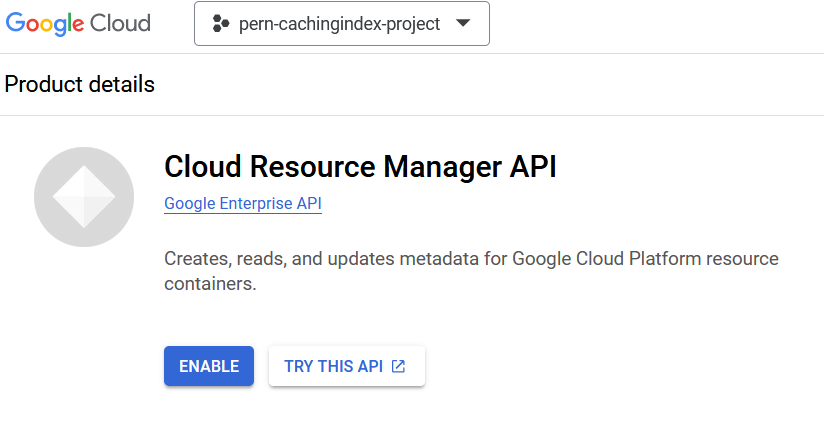 Google Cloud
pern-cachingindex-project
Product details
Cloud Resource Manager API
Google Enterprise API
Creates, reads, and updates metadata for Google Cloud Platform resource
containers.
ENABLE
TRY THIS API